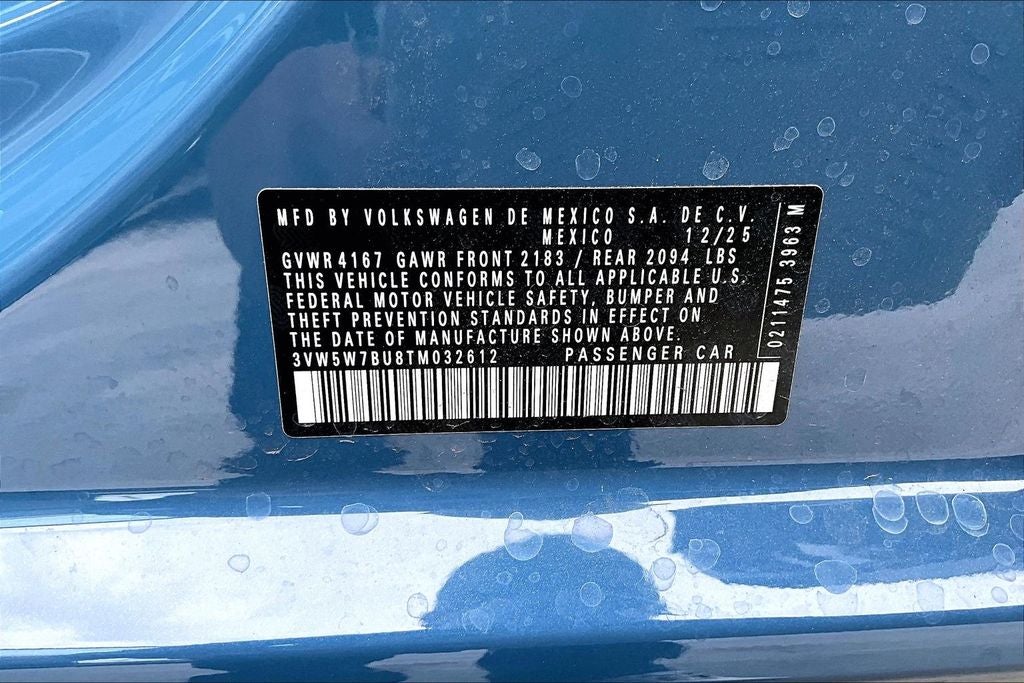 MFD BY VOLKSWAGEN DE MEXICO S.A. DE C.V.
MEXICO 12/25
GVWR 4167 GAWR FRONT 2183 / REAR 2094 LBS
THIS VEHICLE CONFORMS TO ALL APPLICABLE U.S.
FEDERAL MOTOR VEHICLE SAFETY, BUMPER AND
THEFT PREVENTION STANDARDS IN EFFECT ON
THE DATE OF MANUFACTURE SHOWN ABOVE.
3VW5W7BU8TM032612 PASSENGER CAR
0211475 3963 M